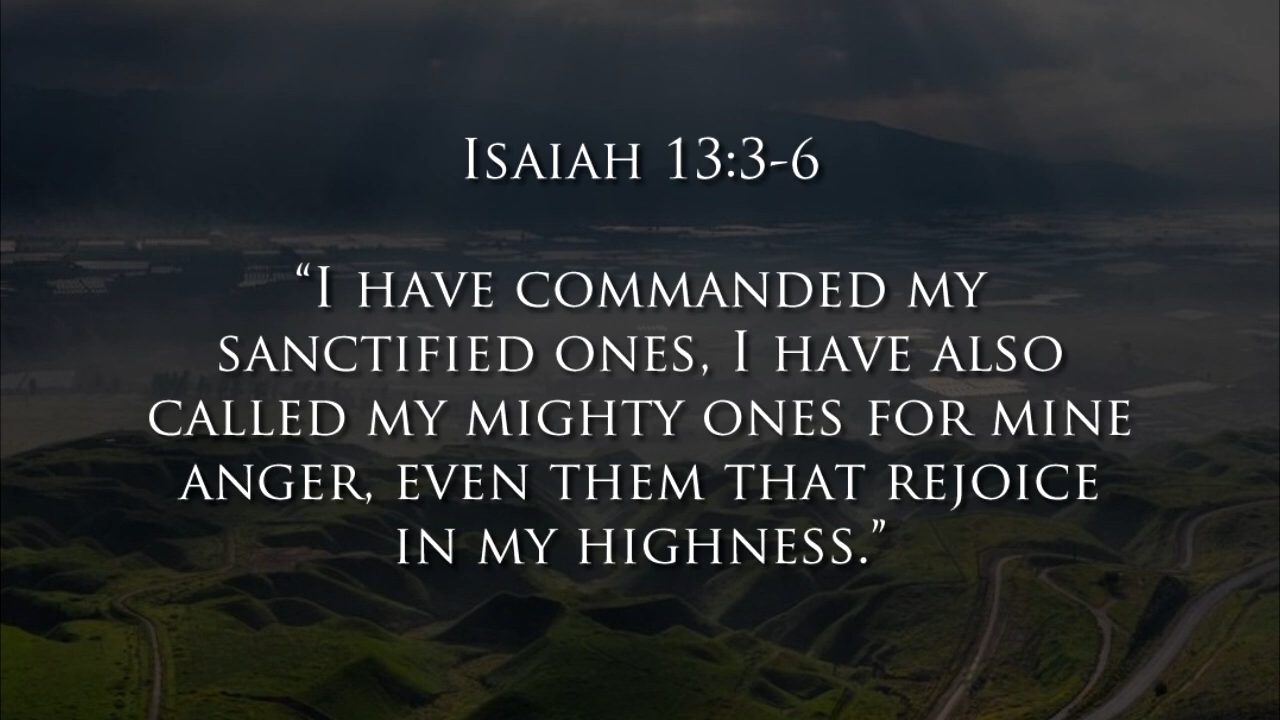 Isaiah 13:3-6
“I have commanded my
sanctified ones, I have also
called my mighty ones for mine
anger, even them that rejoice
in my highness.”